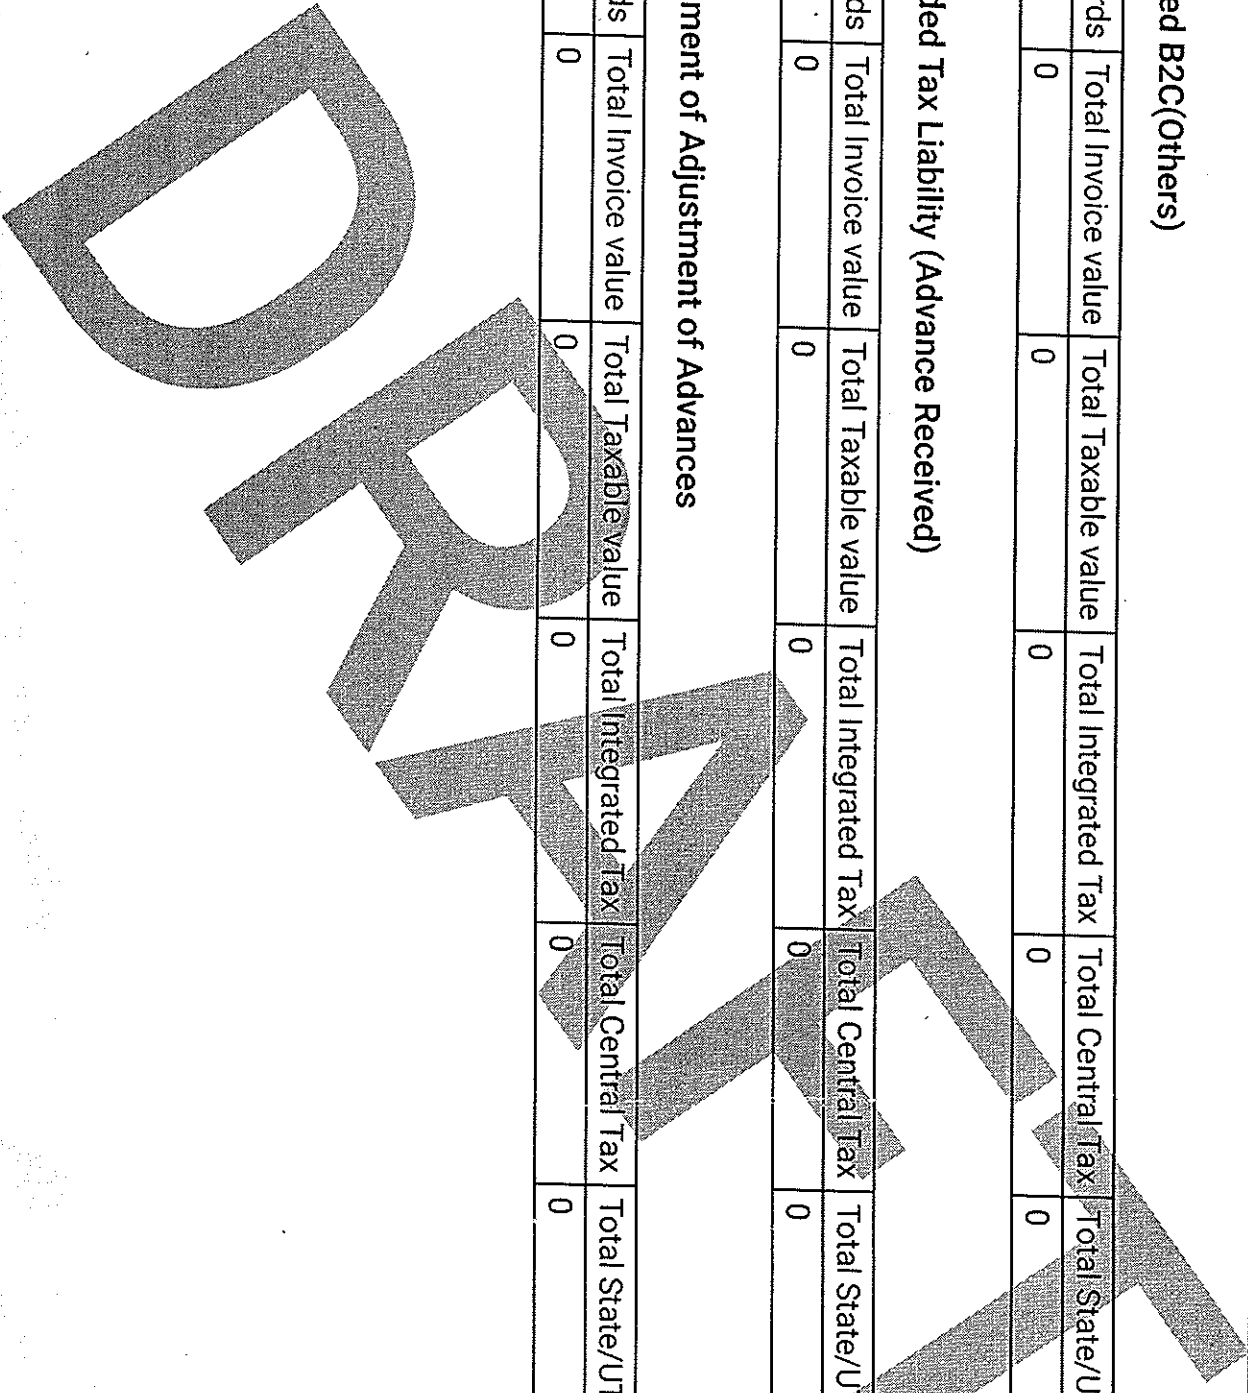 ed B2C(Others)
rds Total Invoice value Total Taxable value Total Integrated Tax Total Central Tax Total State/U
0 0 0 0 0
ded Tax Liability (Advance Received)
ds Total Invoice value Total Taxable value Total Integrated Tax Total Central Tax Total State/U
0 0 0 0 0
ment of Adjustment of Advances
ds Total Invoice value Total Taxable value Total Integrated Tax Total Central Tax Total State/UT
0 0 0 0 0
DRAFT